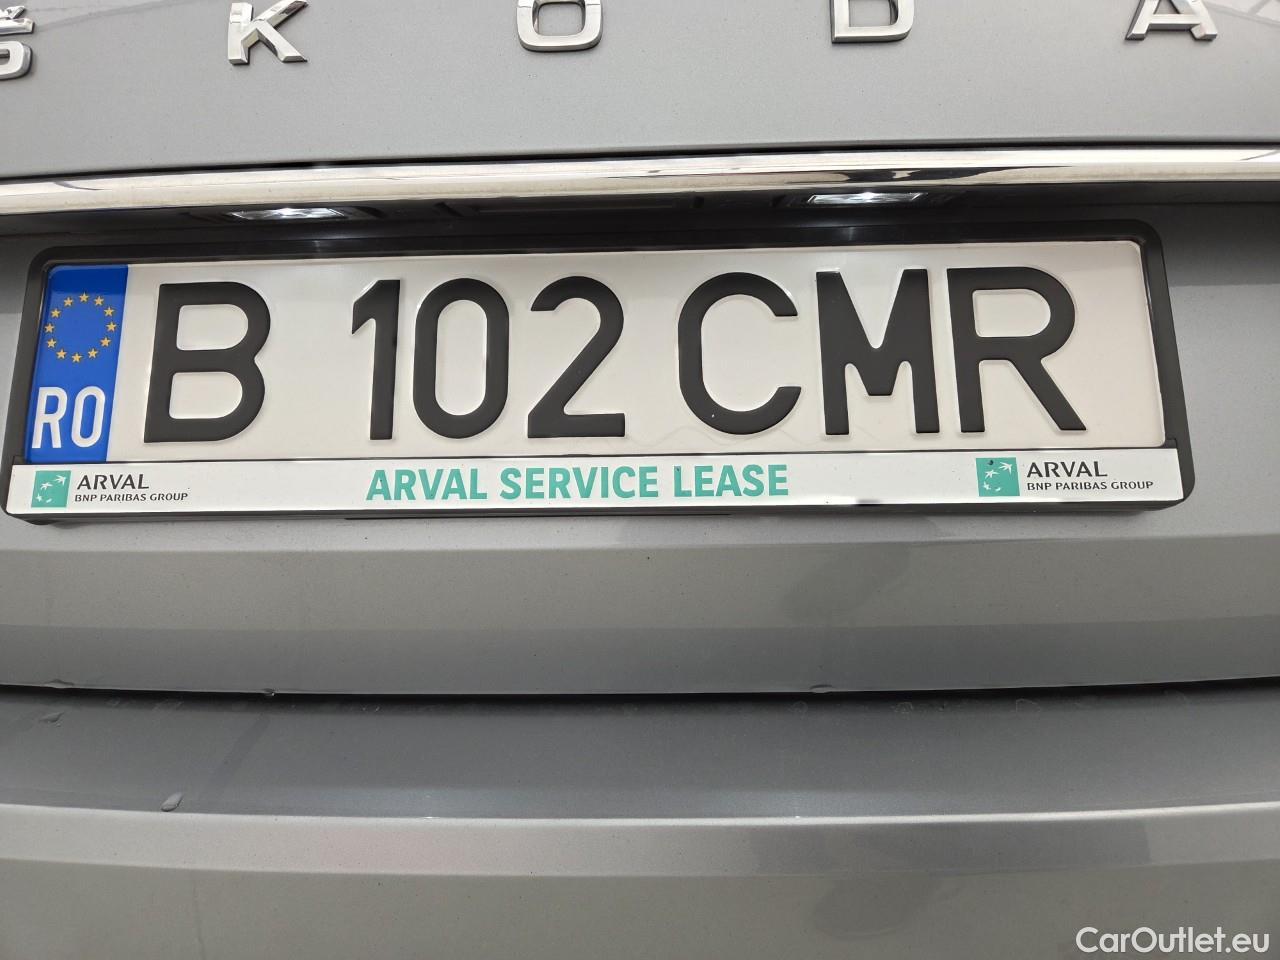 ŠKODA
RO B 102 CMR
ARVAL
BNP PARIBAS GROUP
ARVAL SERVICE LEASE
ARVAL
BNP PARIBAS GROUP
CarOutlet.eu